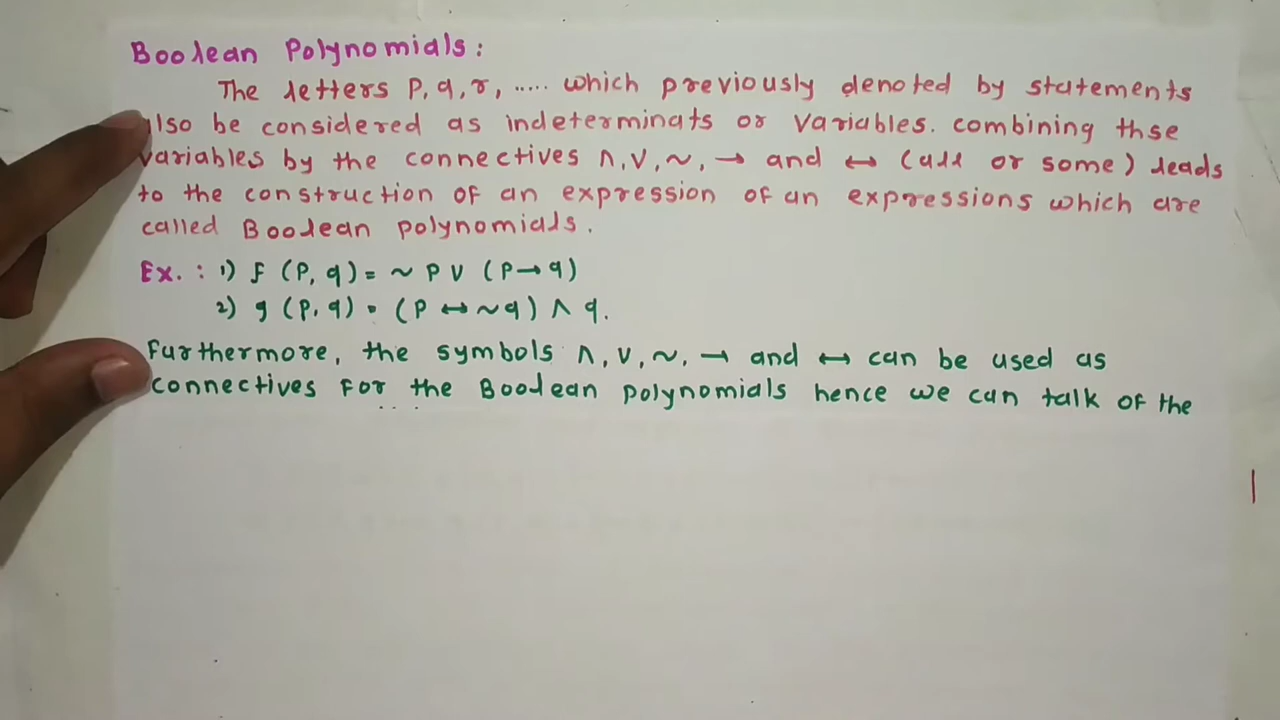 Boolean Polynomials:
The letters P, q, r, ..... which previously denoted by statements
also be considered as indeterminats or variables. combining thse
variables by the connectives ∧, ∨, ~, → and ↔ (all or some) leads
to the construction of an expression of an expressions which are
called Boolean polynomials.
Ex. : 1) f (P, q) = ~ P ∨ (P → q)
2) g (P, q) = (P ↔ ~q) ∧ q.
Furthermore, the symbols ∧, ∨, ~, → and ↔ can be used as
connectives for the Boolean polynomials hence we can talk of the